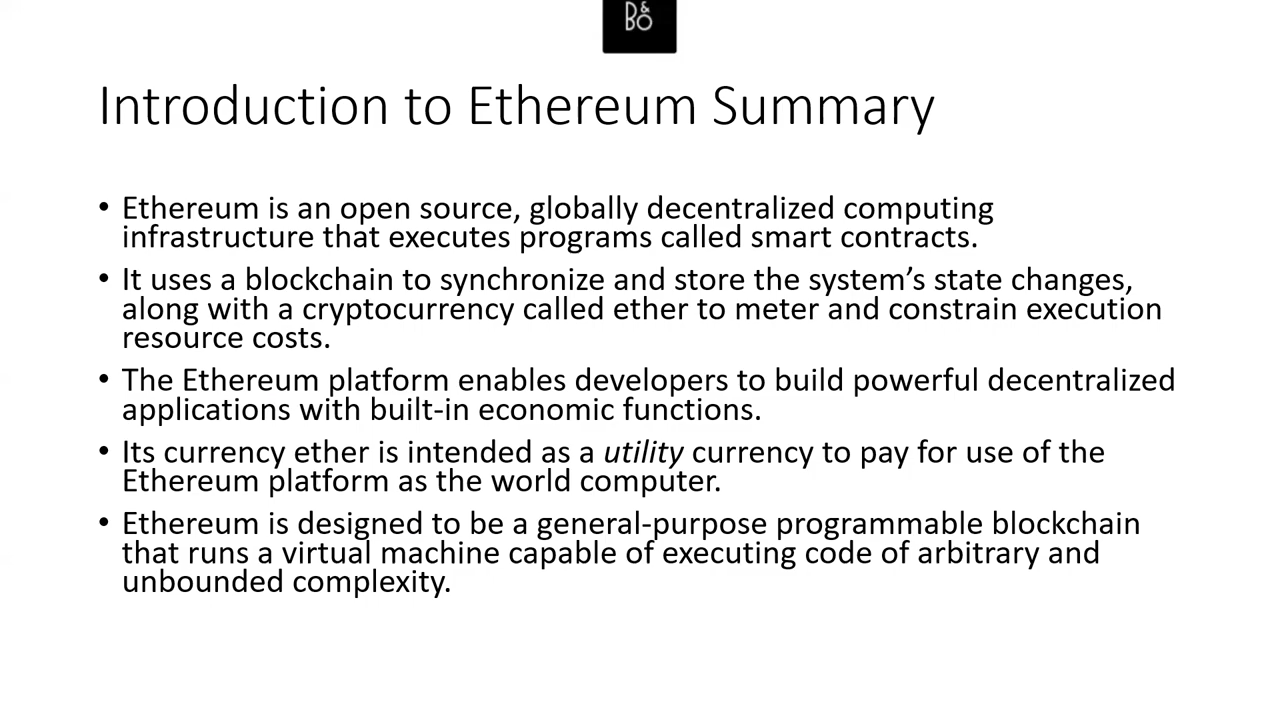 B&
BO
Introduction to Ethereum Summary
• Ethereum is an open source, globally decentralized computing
infrastructure that executes programs called smart contracts.
• It uses a blockchain to synchronize and store the system’s state changes,
along with a cryptocurrency called ether to meter and constrain execution
resource costs.
• The Ethereum platform enables developers to build powerful decentralized
applications with built-in economic functions.
• Its currency ether is intended as a utility currency to pay for use of the
Ethereum platform as the world computer.
• Ethereum is designed to be a general-purpose programmable blockchain
that runs a virtual machine capable of executing code of arbitrary and
unbounded complexity.